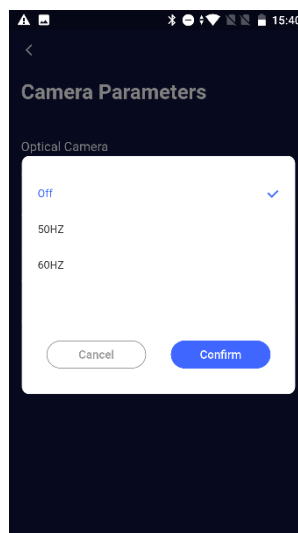 15:40
Camera Parameters
Optical Camera
Off
50HZ
60HZ
Cancel
Confirm